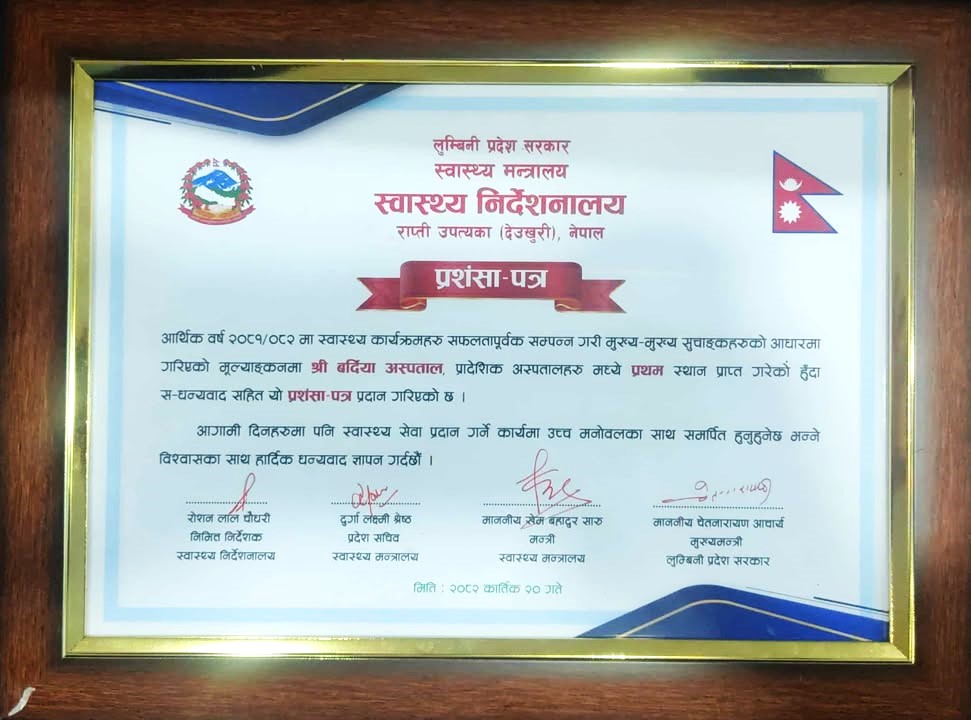 लुम्बिनी प्रदेश सरकार
स्वास्थ्य मन्त्रालय
स्वास्थ्य निर्देशनालय
राप्ती उपत्यका (देउखुरी), नेपाल
प्रशंसा-पत्र
आर्थिक वर्ष २०८१/०८२ मा स्वास्थ्य कार्यक्रमहरु सफलतापूर्वक सम्पन्न गरी मुख्य-मुख्य सुचाङ्कहरुको आधारमा
गरिएको मूल्याङ्कनमा श्री बर्दिया अस्पताल, प्रादेशिक अस्पतालहरु मध्ये प्रथम स्थान प्राप्त गरेकोे हुँदा
स-धन्यवाद सहित यो प्रशंसा-पत्र प्रदान गरिएको छ ।
आगामी दिनहरुमा पनि स्वास्थ्य सेवा प्रदान गर्ने कार्यमा उच्च मनोवलका साथ समर्पित हुनुहुनेछ भन्ने
विश्वासका साथ हार्दिक धन्यवाद ज्ञापन गर्दछौं ।
रोशन लाल चौधरी
निमित्त निर्देशक
स्वास्थ्य निर्देशनालय
दुर्गा लक्ष्मी श्रेष्ठ
प्रदेश सचिव
स्वास्थ्य मन्त्रालय
माननीय खेम बहादुर सारु
मन्त्री
स्वास्थ्य मन्त्रालय
माननीय चेतनारायण आचार्य
मुख्यमन्त्री
लुम्बिनी प्रदेश सरकार
मिति : २०८२ कार्तिक २० गते